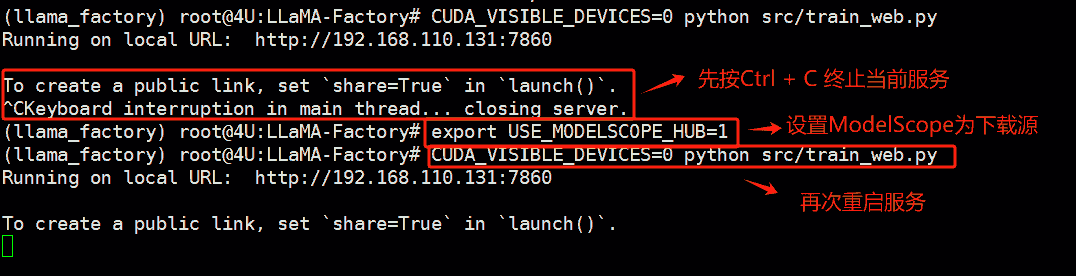 (llama_factory) root@4U:LLaMA-Factory# CUDA_VISIBLE_DEVICES=0 python src/train_web.py
Running on local URL:  http://192.168.110.131:7860
To create a public link, set `share=True` in `launch()`.
先按Ctrl + C 终止当前服务
^CKeyboard interruption in main thread... closing server.
(llama_factory) root@4U:LLaMA-Factory# export USE_MODELSCOPE_HUB=1
设置ModelScope为下载源
(llama_factory) root@4U:LLaMA-Factory# CUDA_VISIBLE_DEVICES=0 python src/train_web.py
Running on local URL:  http://192.168.110.131:7860
再次重启服务
To create a public link, set `share=True` in `launch()`.